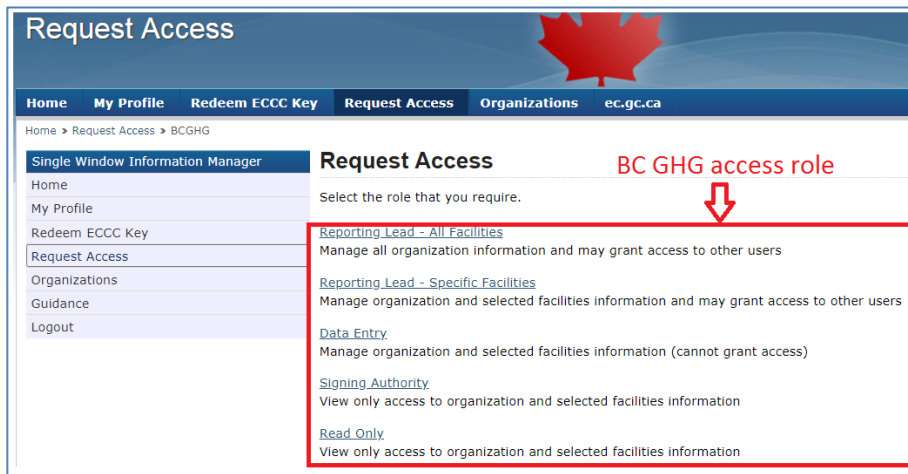 Request Access
Home My Profile Redeem ECCC Key Request Access Organizations ec.gc.ca
Home » Request Access » BCGHG
Single Window Information Manager
Home
My Profile
Redeem ECCC Key
Request Access
Organizations
Guidance
Logout
Request Access
BC GHG access role
Select the role that you require.
Reporting Lead - All Facilities
Manage all organization information and may grant access to other users
Reporting Lead - Specific Facilities
Manage organization and selected facilities information and may grant access to other users
Data Entry
Manage organization and selected facilities information (cannot grant access)
Signing Authority
View only access to organization and selected facilities information
Read Only
View only access to organization and selected facilities information